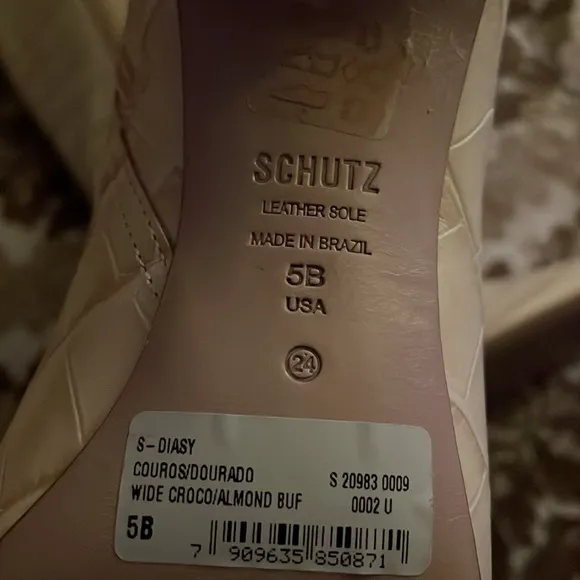 SCHUTZ
LEATHER SOLE
MADE IN BRAZIL
5B
USA
24
S-DIASY
COUROS/DOURADO S 20983 0009
WIDE CROCO/ALMOND BUF 0002 U
5B
7 909635 850871